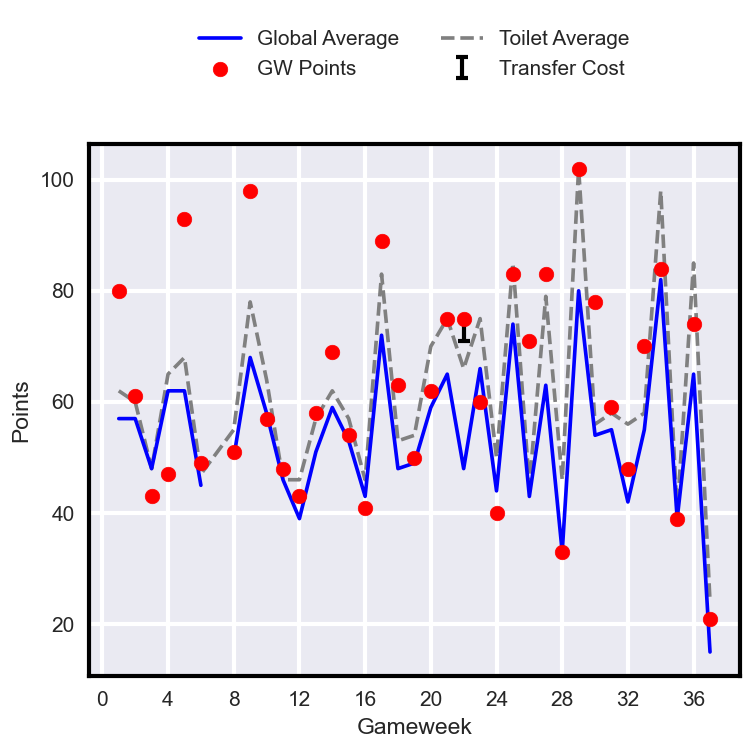 Global Average
Toilet Average
GW Points
Transfer Cost
100
80
60
40
20
Points
0 4 8 12 16 20 24 28 32 36
Gameweek